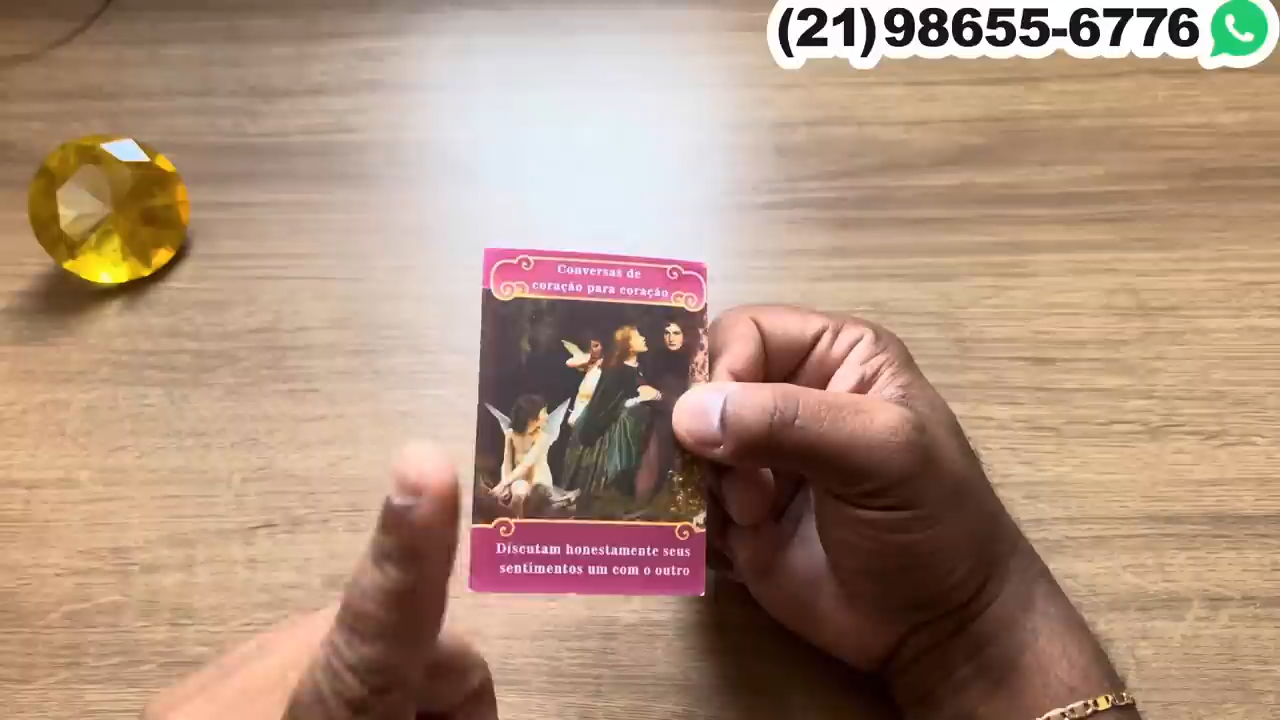 (21)98655-6776
Conversas de
coração para coração
Discutam honestamente seus
sentimentos um com o outro